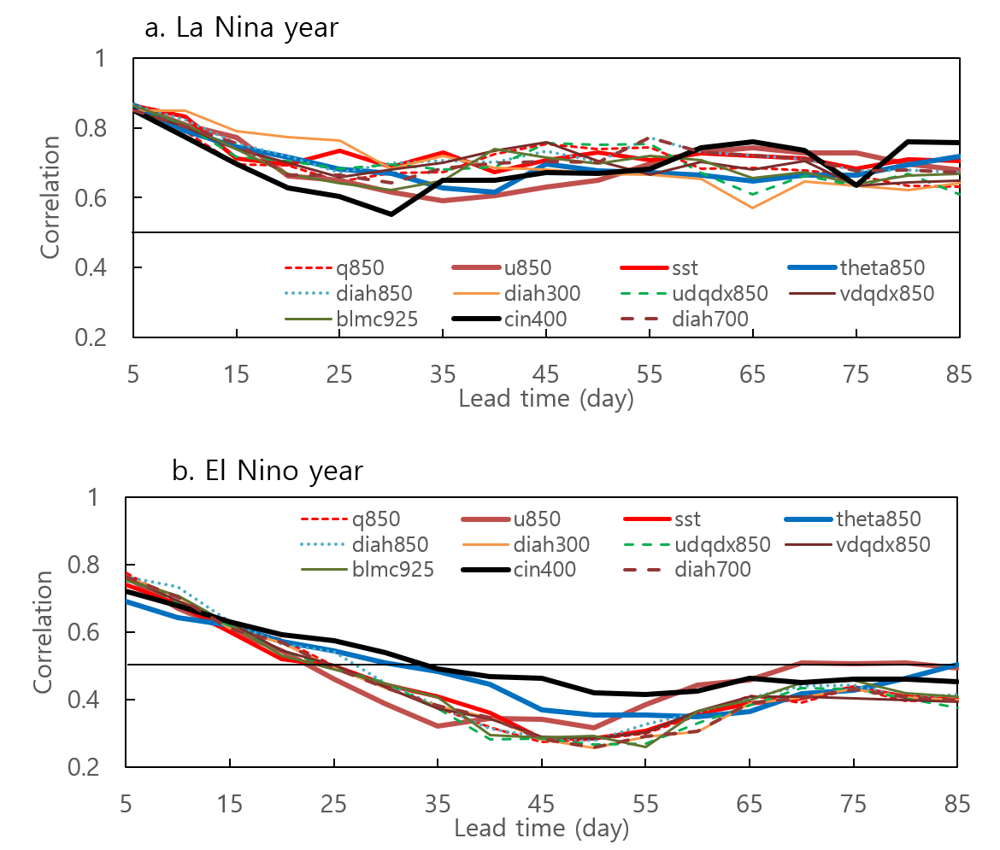 a. La Nina year
1
0.8
0.6
0.4
0.2
Correlation
q850 u850 sst theta850
diah850 diah300 udqdx850 vdqdx850
blmc925 cin400 diah700
5 15 25 35 45 55 65 75 85
Lead time (day)
b. El Nino year
1
0.8
0.6
0.4
0.2
Correlation
q850 u850 sst theta850
diah850 diah300 udqdx850 vdqdx850
blmc925 cin400 diah700
5 15 25 35 45 55 65 75 85
Lead time (day)